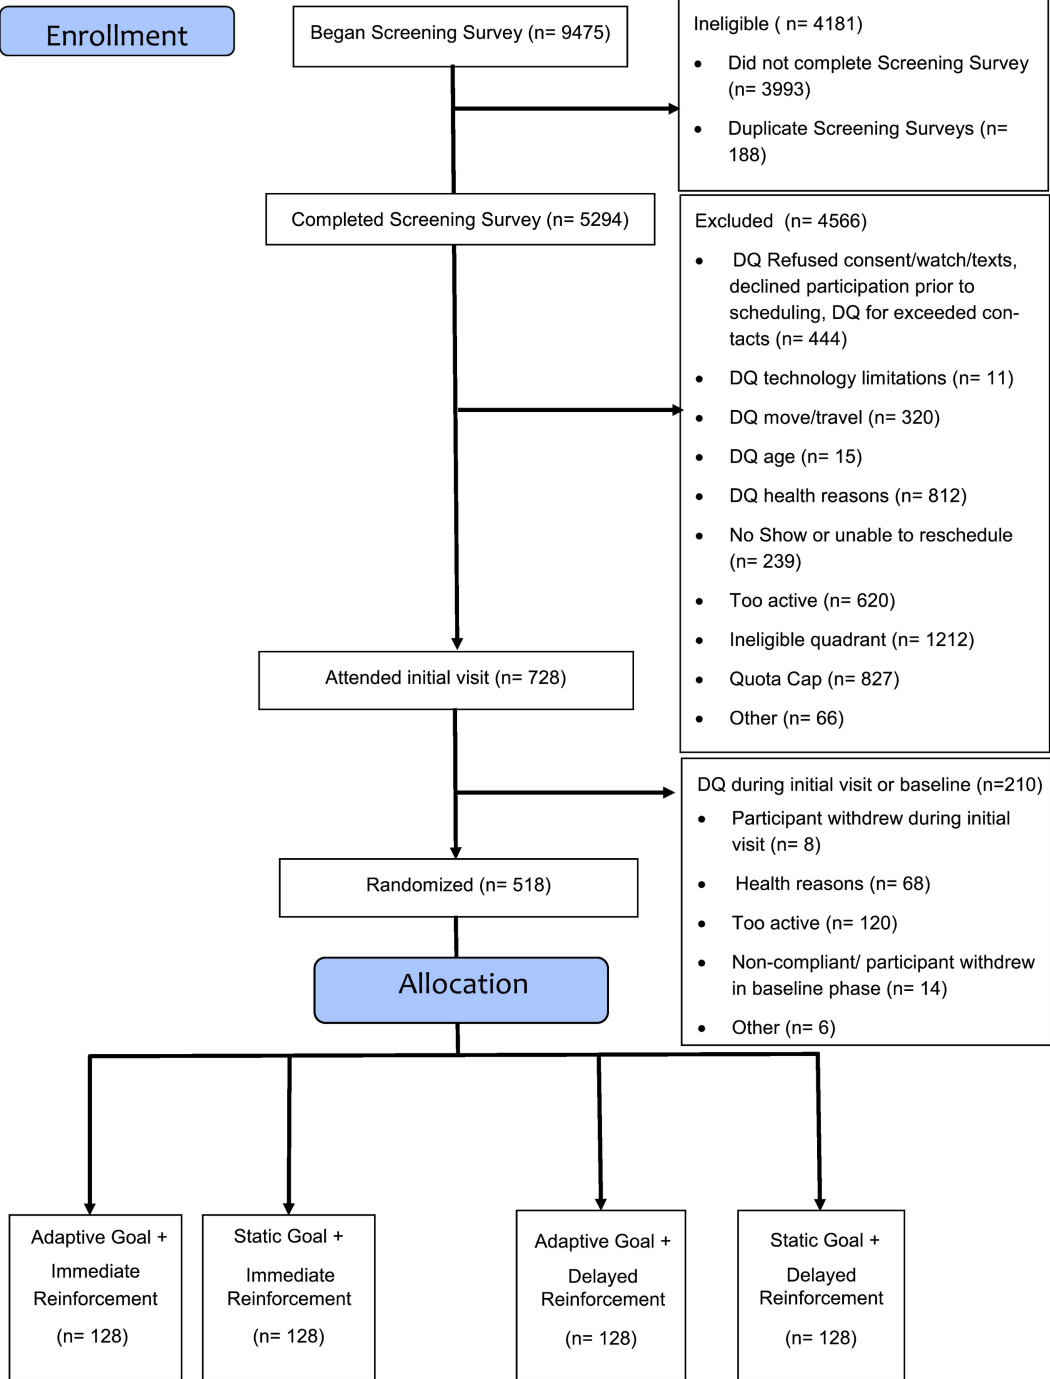 Enrollment
Began Screening Survey (n= 9475)
Ineligible ( n= 4181)
• Did not complete Screening Survey
(n= 3993)
• Duplicate Screening Surveys (n=
188)
Completed Screening Survey (n= 5294)
Excluded  (n= 4566)
• DQ Refused consent/watch/texts,
declined participation prior to
scheduling, DQ for exceeded con-
tacts (n= 444)
• DQ technology limitations (n= 11)
• DQ move/travel (n= 320)
• DQ age (n= 15)
• DQ health reasons (n= 812)
• No Show or unable to reschedule
(n= 239)
• Too active (n= 620)
• Ineligible quadrant (n= 1212)
• Quota Cap (n= 827)
• Other (n= 66)
Attended initial visit (n= 728)
DQ during initial visit or baseline (n=210)
• Participant withdrew during initial
visit (n= 8)
• Health reasons (n= 68)
• Too active (n= 120)
• Non-compliant/ participant withdrew
in baseline phase (n= 14)
• Other (n= 6)
Randomized (n= 518)
Allocation
Adaptive Goal +
Immediate
Reinforcement
(n= 128)
Static Goal +
Immediate
Reinforcement
(n= 128)
Adaptive Goal +
Delayed
Reinforcement
(n= 128)
Static Goal +
Delayed
Reinforcement
(n= 128)